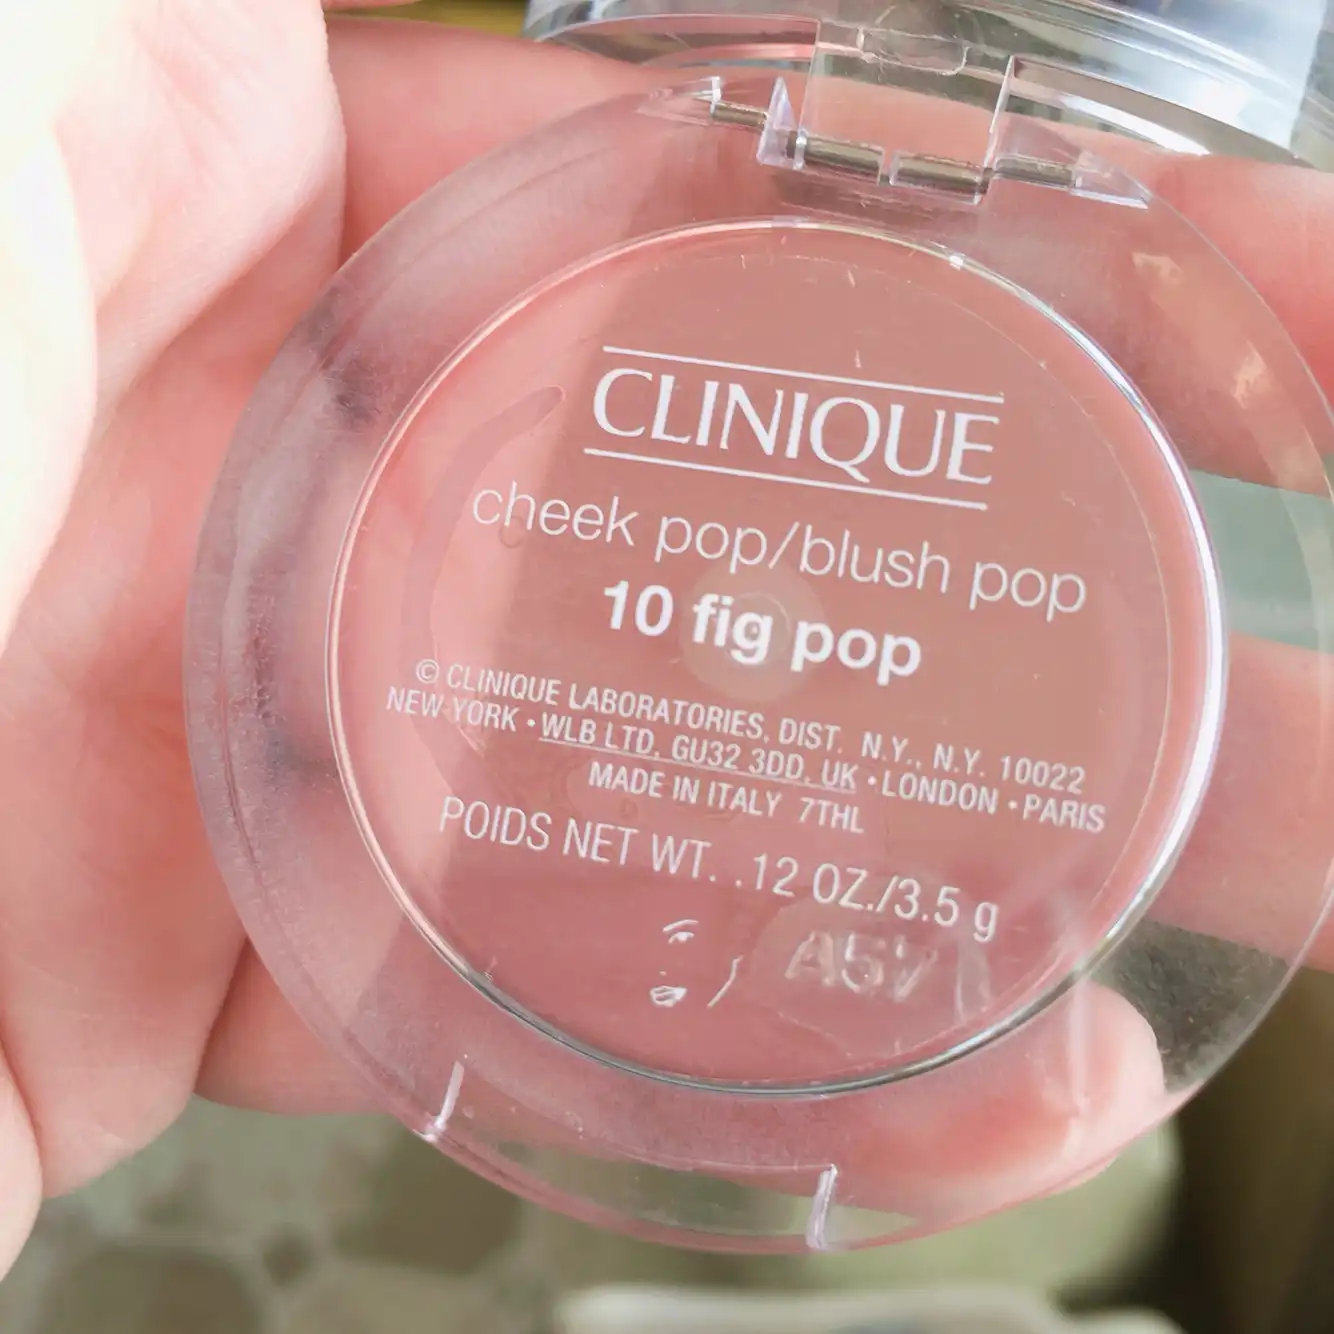 CLINIQUE
cheek pop/blush pop
10 fig pop
© CLINIQUE LABORATORIES, DIST. N.Y., N.Y. 10022
NEW YORK • WLB LTD. GU32 3DD, UK • LONDON • PARIS
MADE IN ITALY 7THL
POIDS NET WT. .12 OZ./3.5 g